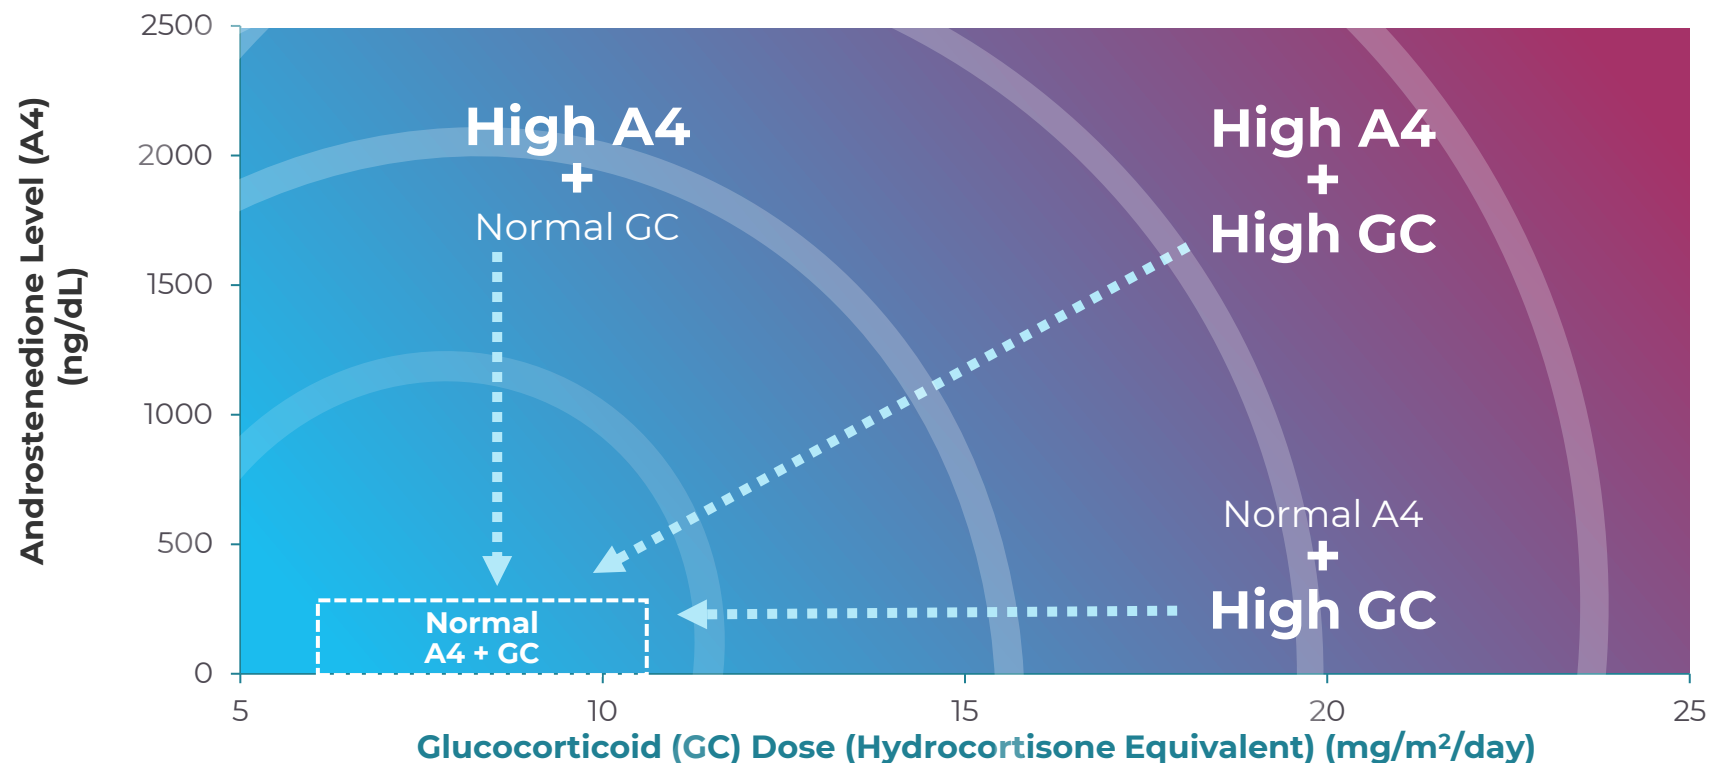 Androstenedione Level (A4)
(ng/dL)
2500
2000
1500
1000
500
0
High A4
+
Normal GC
High A4
+
High GC
Normal A4
+
High GC
Normal
A4 + GC
5
10
15
20
25
Glucocorticoid (GC) Dose (Hydrocortisone Equivalent) (mg/m²/day)